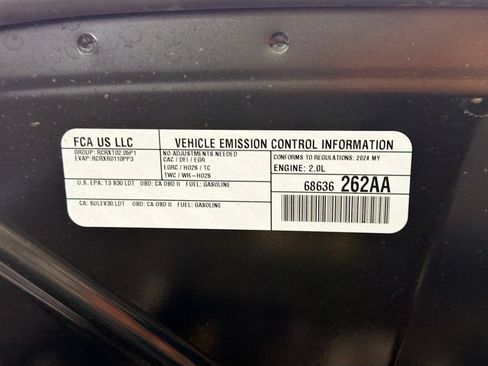 FCA US LLC
GROUP: RCRXT02.05P1
EVAP: RCRXR0110PP3
VEHICLE EMISSION CONTROL INFORMATION
NO ADJUSTMENTS NEEDED
CAC / DFI / EGR
EGRC / HO2S / TC
TWC / WR-HO2S
CONFORMS TO REGULATIONS: 2024 MY
ENGINE: 2.0L
U.S. EPA: T3 B30 LDT OBD: CA OBD II FUEL: GASOLINE
68636 262AA
CA: SULEV30 LDT OBD: CA OBD II FUEL: GASOLINE